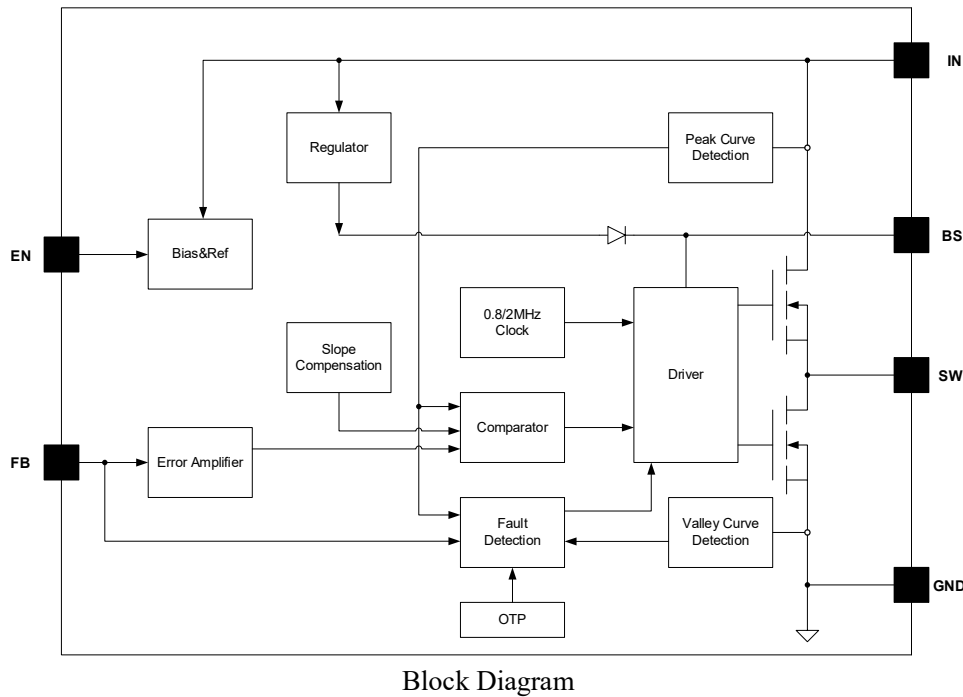 IN
Regulator
Peak Curve
Detection
EN
Bias&Ref
BS
0.8/2MHz
Clock
Slope
Compensation
Driver
SW
Comparator
FB
Error Amplifier
Fault
Detection
Valley Curve
Detection
GND
OTP
Block Diagram